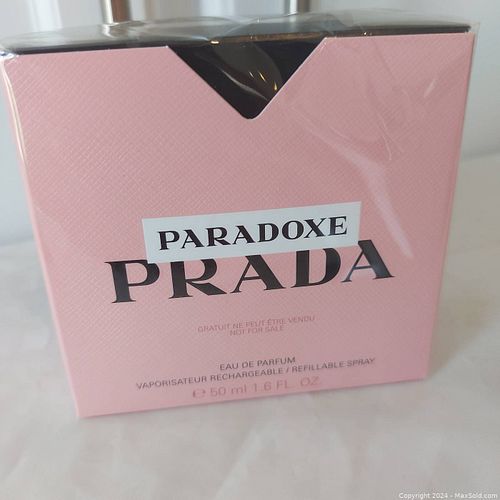 PARADOXE
PRADA
GRATUIT NE PEUT ÊTRE VENDU
NOT FOR SALE
EAU DE PARFUM
VAPORISATEUR RECHARGEABLE / REFILLABLE SPRAY
℮ 50 ml 1.6 FL. OZ.
Copyright 2024 - MaxSold.com